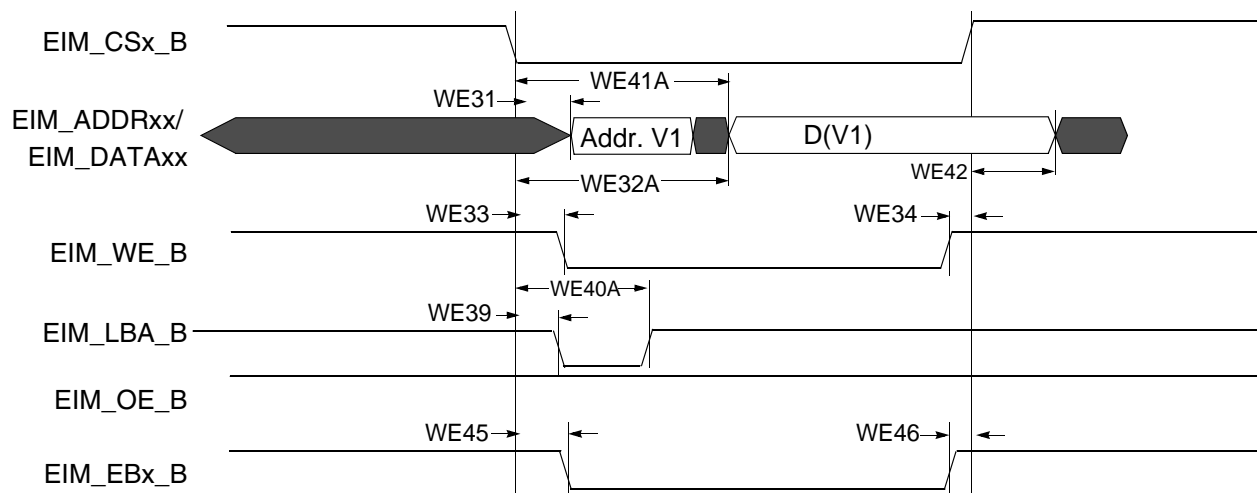 EIM_CSx_B
WE41A
WE31
EIM_ADDRxx/
EIM_DATAxx
Addr. V1
D(V1)
WE32A
WE42
WE33
WE34
EIM_WE_B
WE40A
WE39
EIM_LBA_B
EIM_OE_B
WE45
WE46
EIM_EBx_B